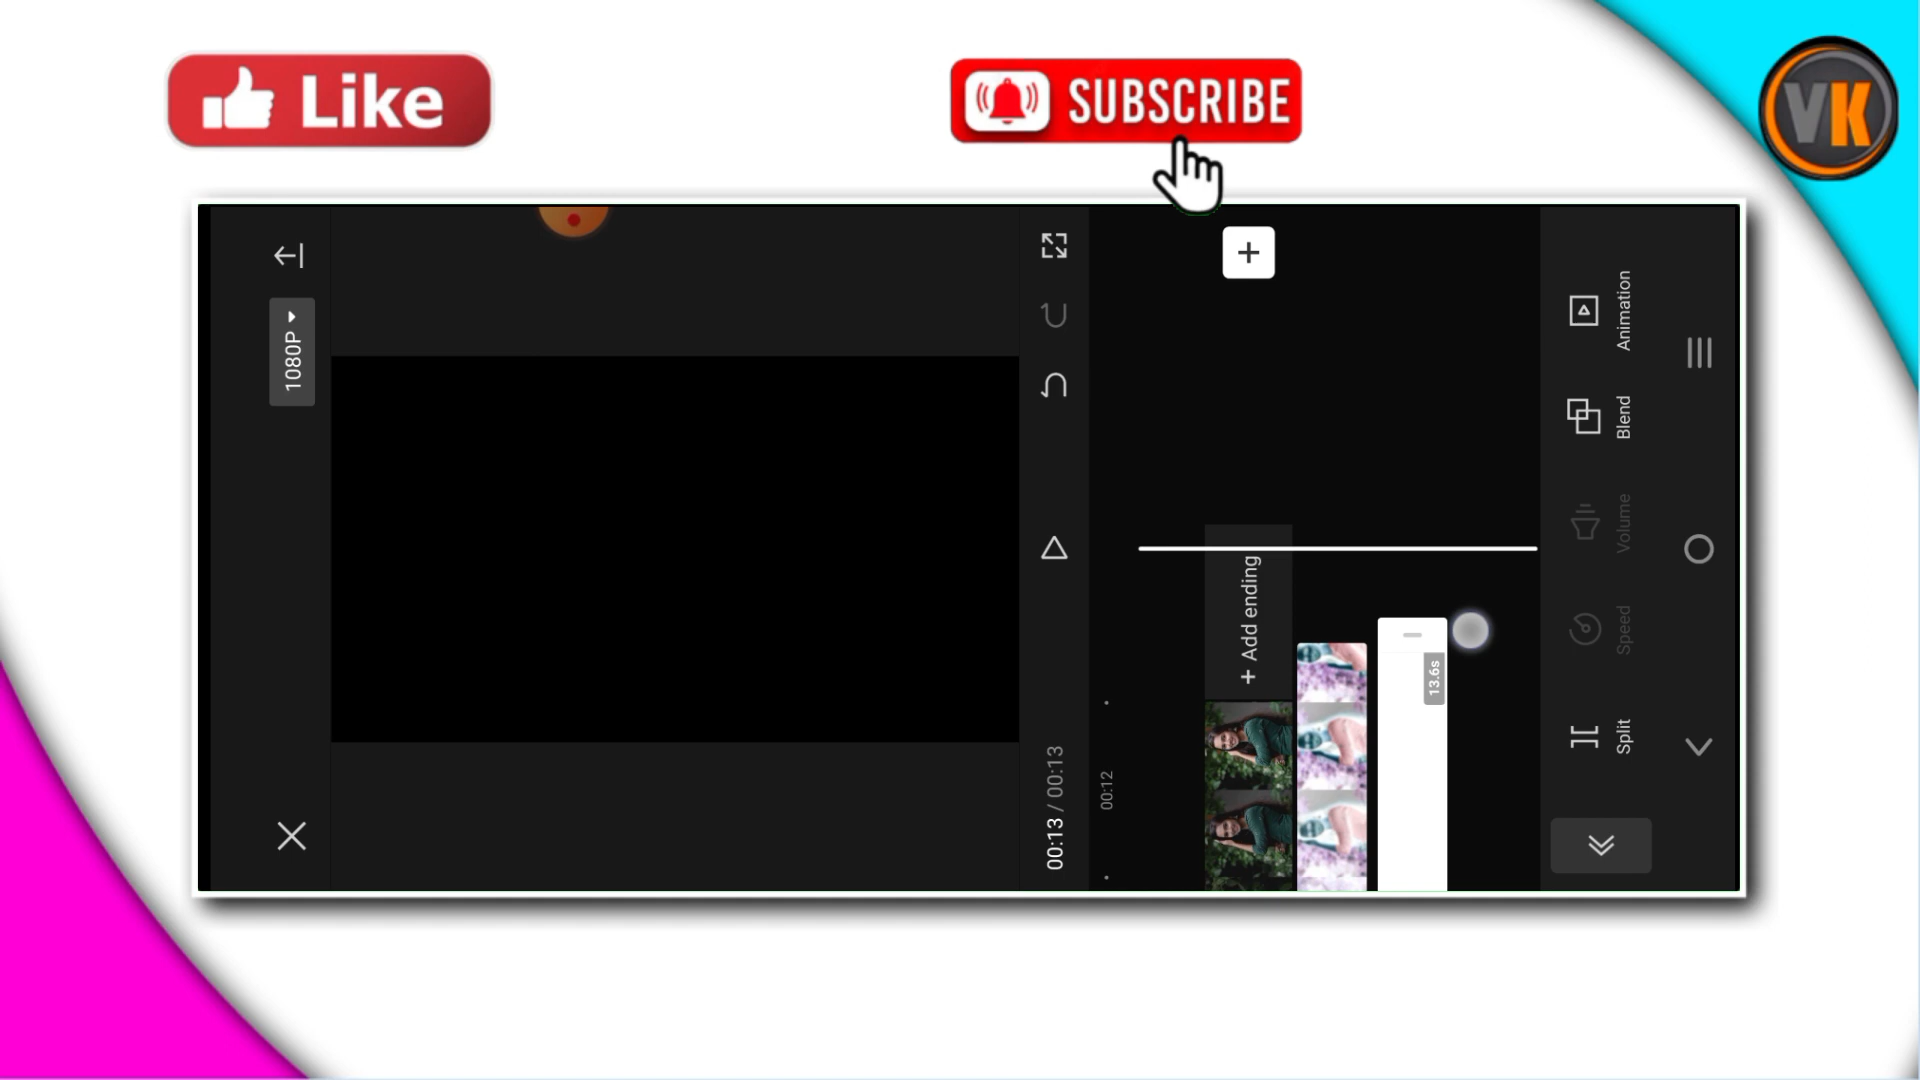 Like
SUBSCRIBE
VK
1080P
00:13 / 00:13
00:12
+ Add ending
13.6s
Animation
Blend
Volume
Speed
Split